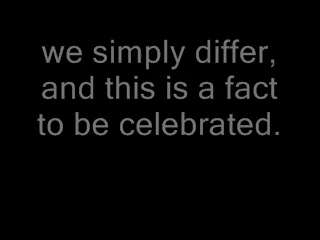 we simply differ,
and this is a fact
to be celebrated.